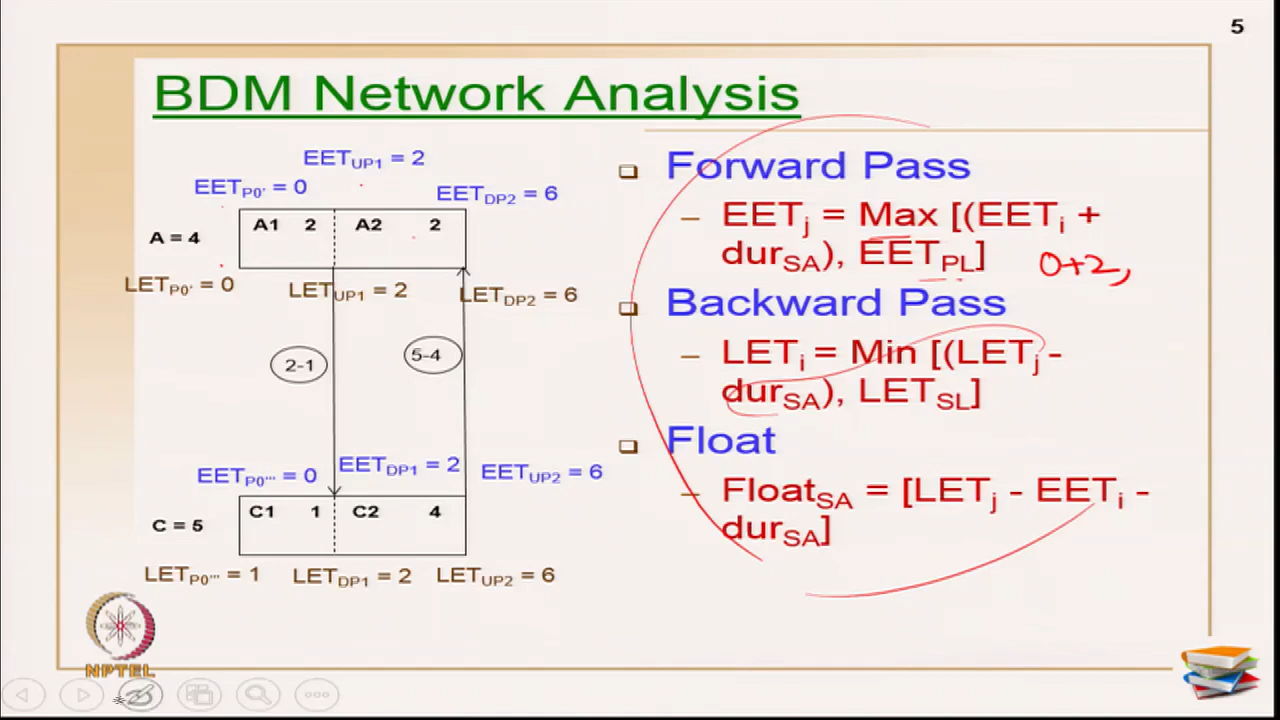 5
BDM Network Analysis
EET_UP1 = 2
EET_P0' = 0
EET_DP2 = 6
A1 2 A2 2
A = 4
LET_P0' = 0
LET_UP1 = 2
LET_DP2 = 6
2-1
5-4
EET_P0''' = 0
EET_DP1 = 2
EET_UP2 = 6
C1 1 C2 4
C = 5
LET_P0''' = 1
LET_DP1 = 2
LET_UP2 = 6
Forward Pass
– EET_j = Max [(EET_i +
dur_SA), EET_PL]
0+2,
Backward Pass
– LET_i = Min [(LET_j -
dur_SA), LET_SL]
Float
– Float_SA = [LET_j - EET_i -
dur_SA]
NPTEL